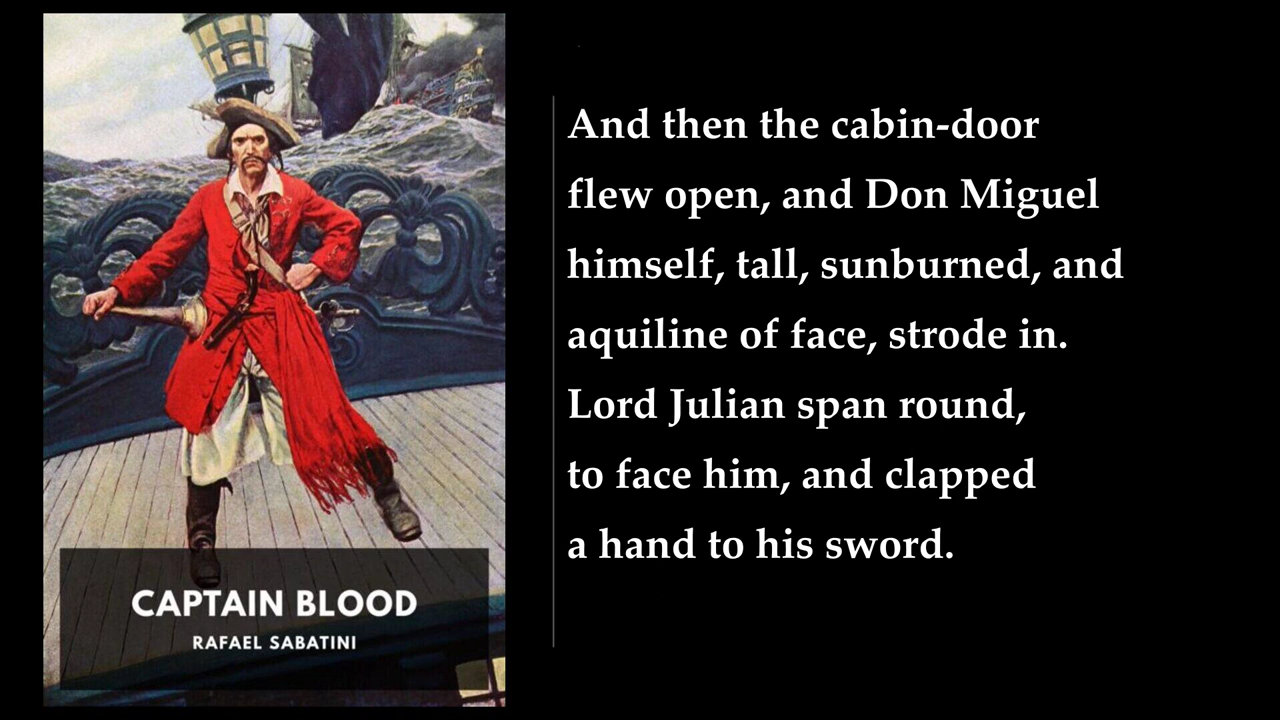 And then the cabin-door
flew open, and Don Miguel
himself, tall, sunburned, and
aquiline of face, strode in.
Lord Julian span round,
to face him, and clapped
a hand to his sword.
CAPTAIN BLOOD
RAFAEL SABATINI